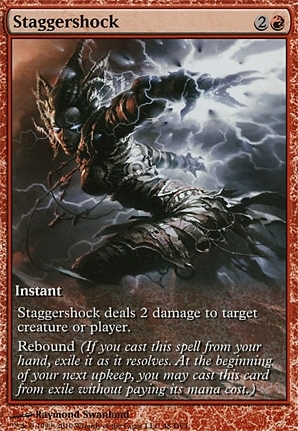 Staggershock 2
Instant
Staggershock deals 2 damage to target
creature or player.
Rebound (If you cast this spell from your
hand, exile it as it resolves. At the beginning
of your next upkeep, you may cast this card
from exile without paying its mana cost.)
Raymond Swanland